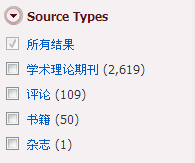 Source Types
所有结果
学术理论期刊 (2,619)
评论 (109)
书籍 (50)
杂志 (1)